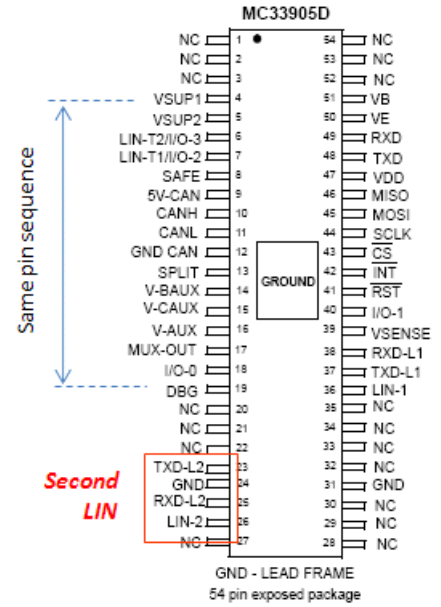 MC33905D
NC 1 54 NC
NC 2 53 NC
NC 3 52 NC
VSUP1 4 51 VB
VSUP2 5 50 VE
LIN-T2/I/O-3 6 49 RXD
LIN-T1/I/O-2 7 48 TXD
SAFE 8 47 VDD
5V-CAN 9 46 MISO
CANH 10 45 MOSI
CANL 11 44 SCLK
GND CAN 12 43 CS
SPLIT 13 42 INT
V-BAUX 14 41 RST
V-CAUX 15 40 I/O-1
V-AUX 16 39 VSENSE
MUX-OUT 17 38 RXD-L1
I/O-0 18 37 TXD-L1
DBG 19 36 LIN-1
NC 20 35 NC
NC 21 34 NC
NC 22 33 NC
TXD-L2 23 32 NC
GND 24 31 GND
RXD-L2 25 30 NC
LIN-2 26 29 NC
NC 27 28 NC
GROUND
Same pin sequence
Second
LIN
GND - LEAD FRAME
54 pin exposed package